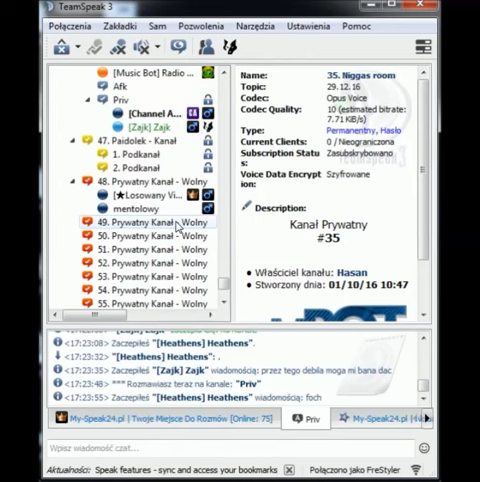 TeamSpeak 3
Połączenia Zakładki Sam Pozwolenia Narzędzia Ustawienia Pomoc
[Music Bot] Radio ...
Afk
Priv
[Channel A...
CA
[Zajk] Zajk
47. Paidolek - Kanał
1. Podkanał
2. Podkanał
48. Prywatny Kanał - Wolny
[★Losowany Vi...
mentolowy
49. Prywatny Kanał - Wolny
50. Prywatny Kanał - Wolny
51. Prywatny Kanał - Wolny
52. Prywatny Kanał - Wolny
53. Prywatny Kanał - Wolny
54. Prywatny Kanał - Wolny
55. Prywatny Kanał - Wolny
Name: 35. Niggas room
Topic: 29.12.16
Codec: Opus Voice
Codec Quality: 10 (estimated bitrate: 7.71 KiB/s)
Type: Permanentny, Hasło
Current Clients: 0 / Nieograniczona
Subscription Status: Zasubskrybowano
Voice Data Encryption: Szyfrowane
Description:
Kanał Prywatny
#35
Właściciel kanału: Hasan
Stworzony dnia: 01/10/16 10:47
<17:23:08> Zaczepiłeś "[Heathens] Heathens".
<17:23:32> "[Heathens] Heathens": .
<17:23:35> Zaczepiłeś "[Zajk] Zajk" wiadomością: przez tego debila moga mi bana dac
<17:23:48> *** Rozmawiasz teraz na kanale: "Priv"
<17:23:55> Zaczepiłeś "[Heathens] Heathens" wiadomością: foch
My-Speak24.pl | Twoje Miejsce Do Rozmów [Online: 75]
Priv
My-Speak24.pl |
Wpisz wiadomość czat...
Aktualności: Speak features - sync and access your bookmarks
Połączono jako FreStyler